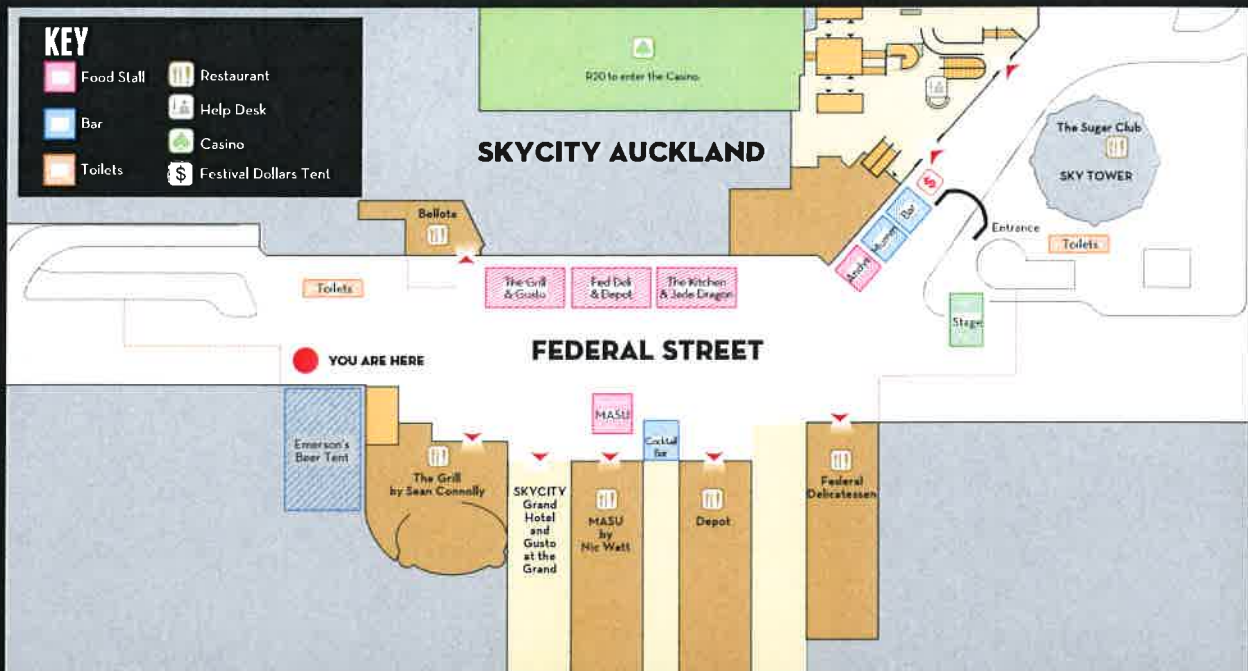 KEY
Food Stall
Bar
Toilets
Restaurant
Help Desk
Casino
$ Festival Dollars Tent
R20 to enter the Casino.
SKYCITY AUCKLAND
The Sugar Club
SKY TOWER
$
Bar
Mumm
Andys
Entrance
Toilets
Bellota
Toilets
The Grill
& Gusto
Fed Deli
& Depot
The Kitchen
& Jade Dragon
Stage
FEDERAL STREET
YOU ARE HERE
MASU
Cocktail
Bar
Emerson's
Beer Tent
The Grill
by Sean Connolly
SKYCITY
Grand
Hotel
and
Gusto
at the
Grand
MASU
by
Nic Watt
Depot
Federal
Delicatessen